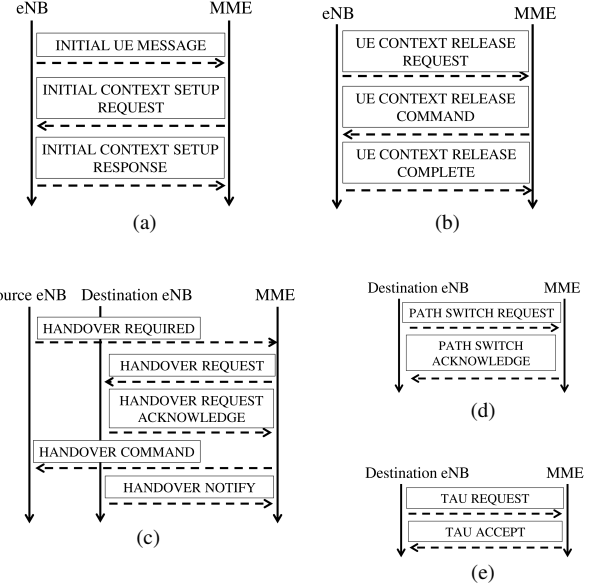 eNB MME
INITIAL UE MESSAGE
INITIAL CONTEXT SETUP
REQUEST
INITIAL CONTEXT SETUP
RESPONSE
(a)
eNB MME
UE CONTEXT RELEASE
REQUEST
UE CONTEXT RELEASE
COMMAND
UE CONTEXT RELEASE
COMPLETE
(b)
ource eNB Destination eNB MME
HANDOVER REQUIRED
HANDOVER REQUEST
HANDOVER REQUEST
ACKNOWLEDGE
HANDOVER COMMAND
HANDOVER NOTIFY
(c)
Destination eNB MME
PATH SWITCH REQUEST
PATH SWITCH
ACKNOWLEDGE
(d)
Destination eNB MME
TAU REQUEST
TAU ACCEPT
(e)